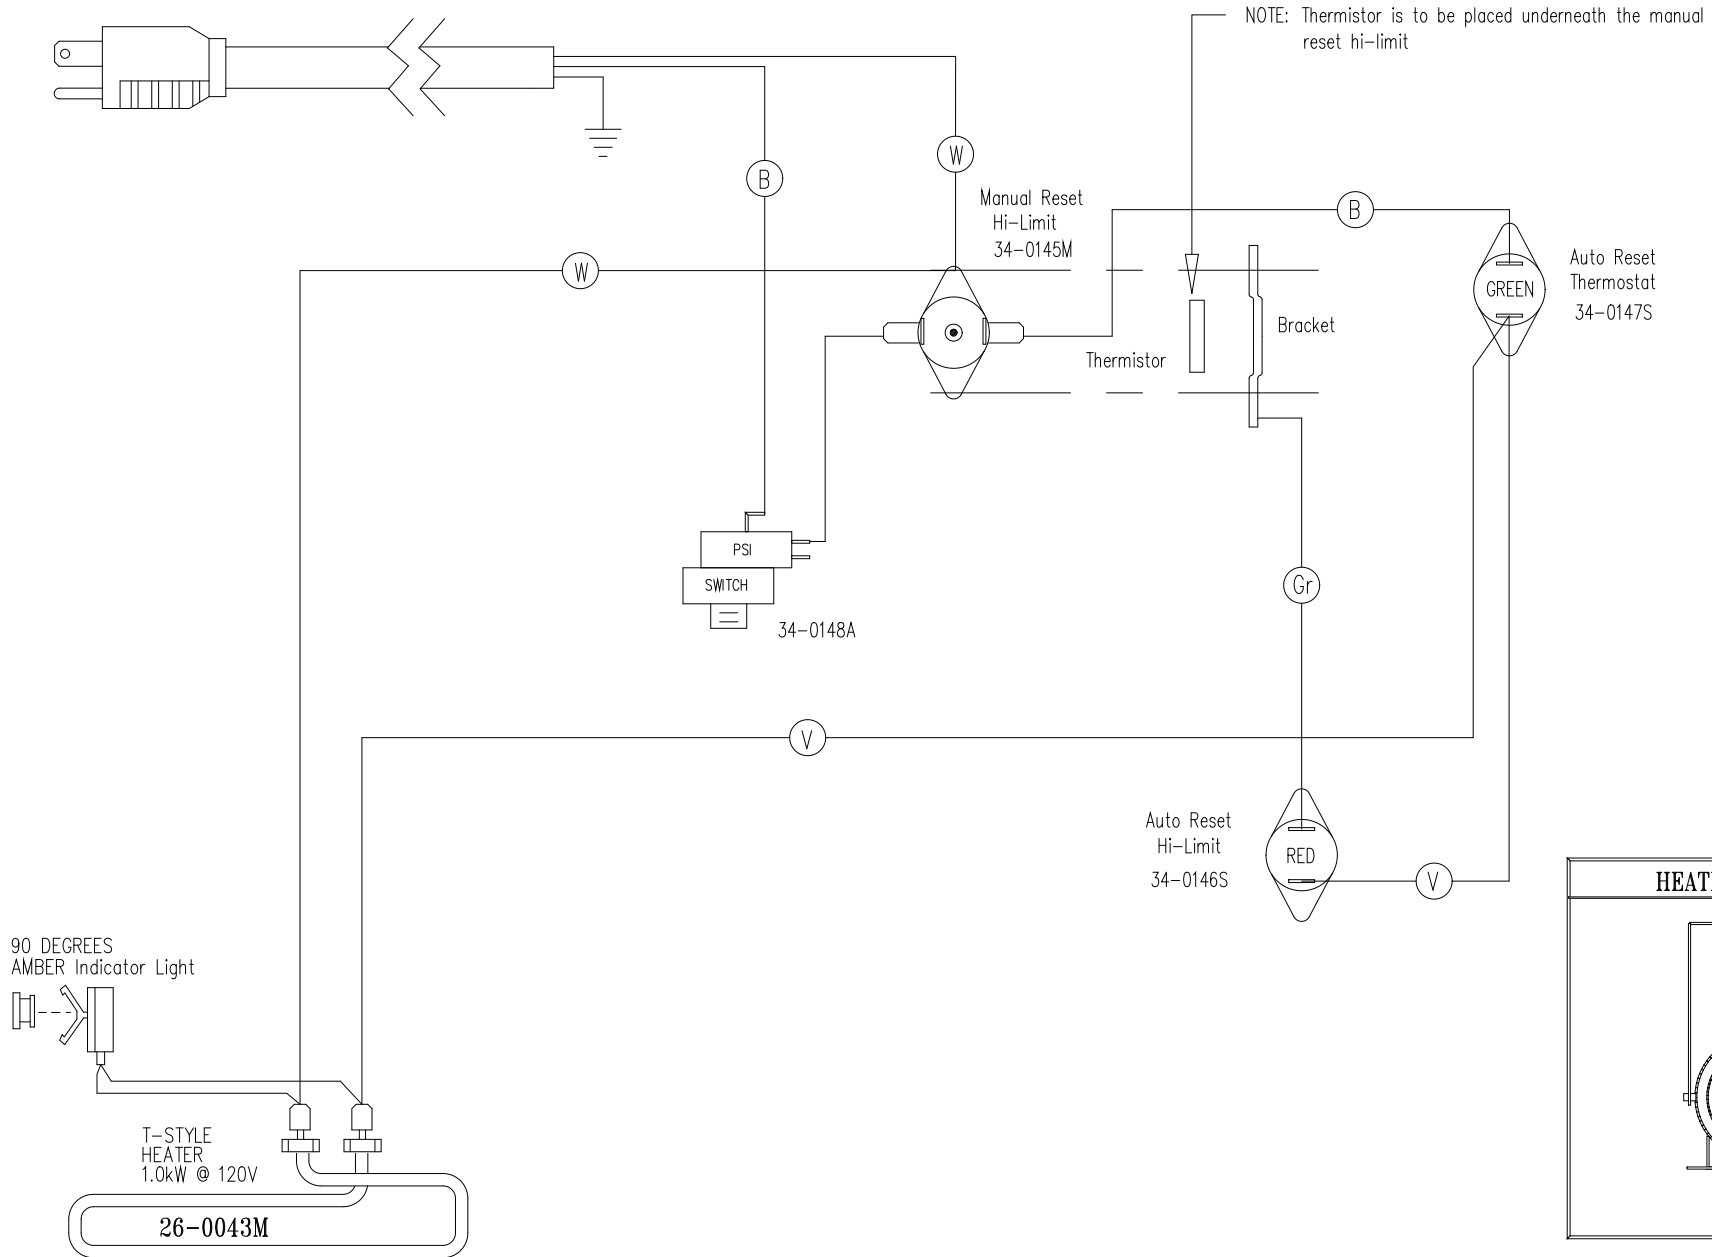 NOTE: Thermistor is to be placed underneath the manual
reset hi-limit
W
B
Manual Reset
Hi-Limit
34-0145M
B
W
Auto Reset
Thermostat
34-0147S
GREEN
Bracket
Thermistor
PSI
SWITCH
34-0148A
Gr
V
Auto Reset
Hi-Limit
34-0146S
RED
V
90 DEGREES
AMBER Indicator Light
T-STYLE
HEATER
1.0kW @ 120V
26-0043M